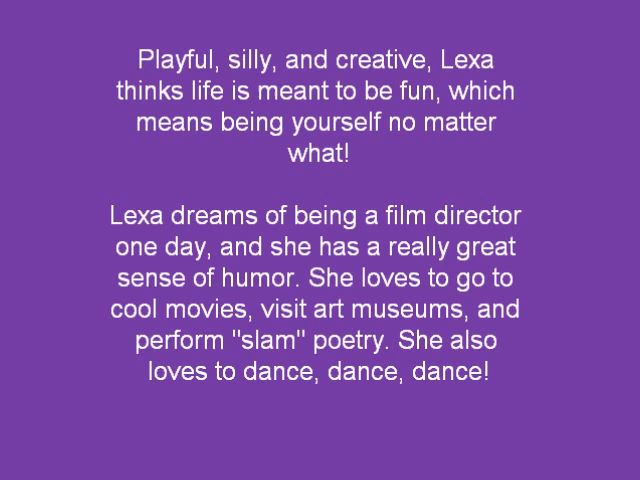 Playful, silly, and creative, Lexa
thinks life is meant to be fun, which
means being yourself no matter
what!
Lexa dreams of being a film director
one day, and she has a really great
sense of humor. She loves to go to
cool movies, visit art museums, and
perform "slam" poetry. She also
loves to dance, dance, dance!